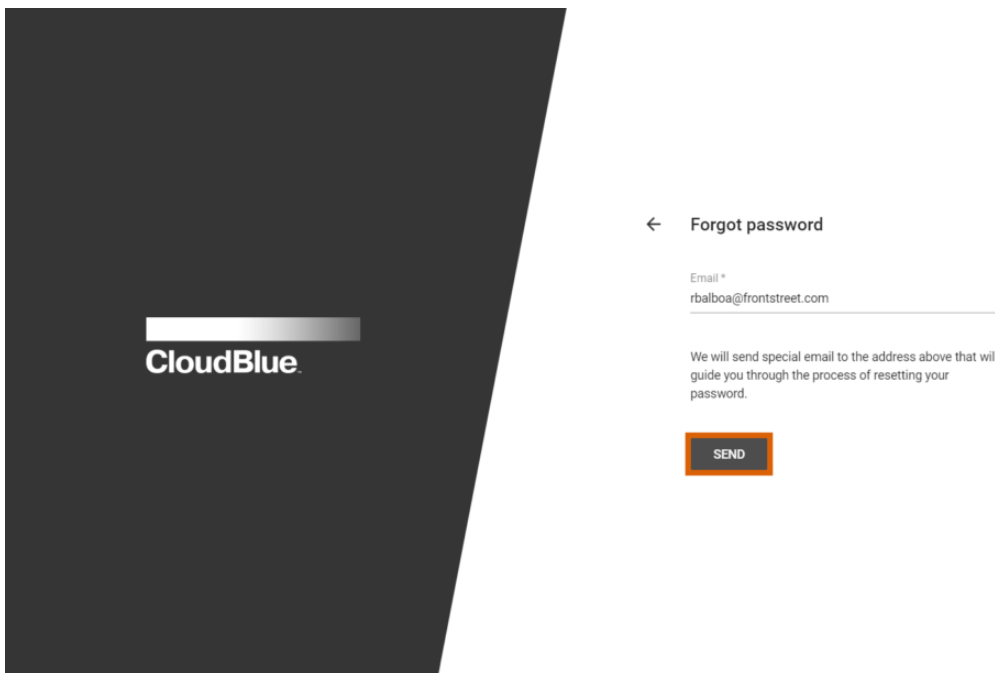 CloudBlue
Forgot password
Email *
rbalboa@frontstreet.com
We will send special email to the address above that wil
guide you through the process of resetting your
password.
SEND